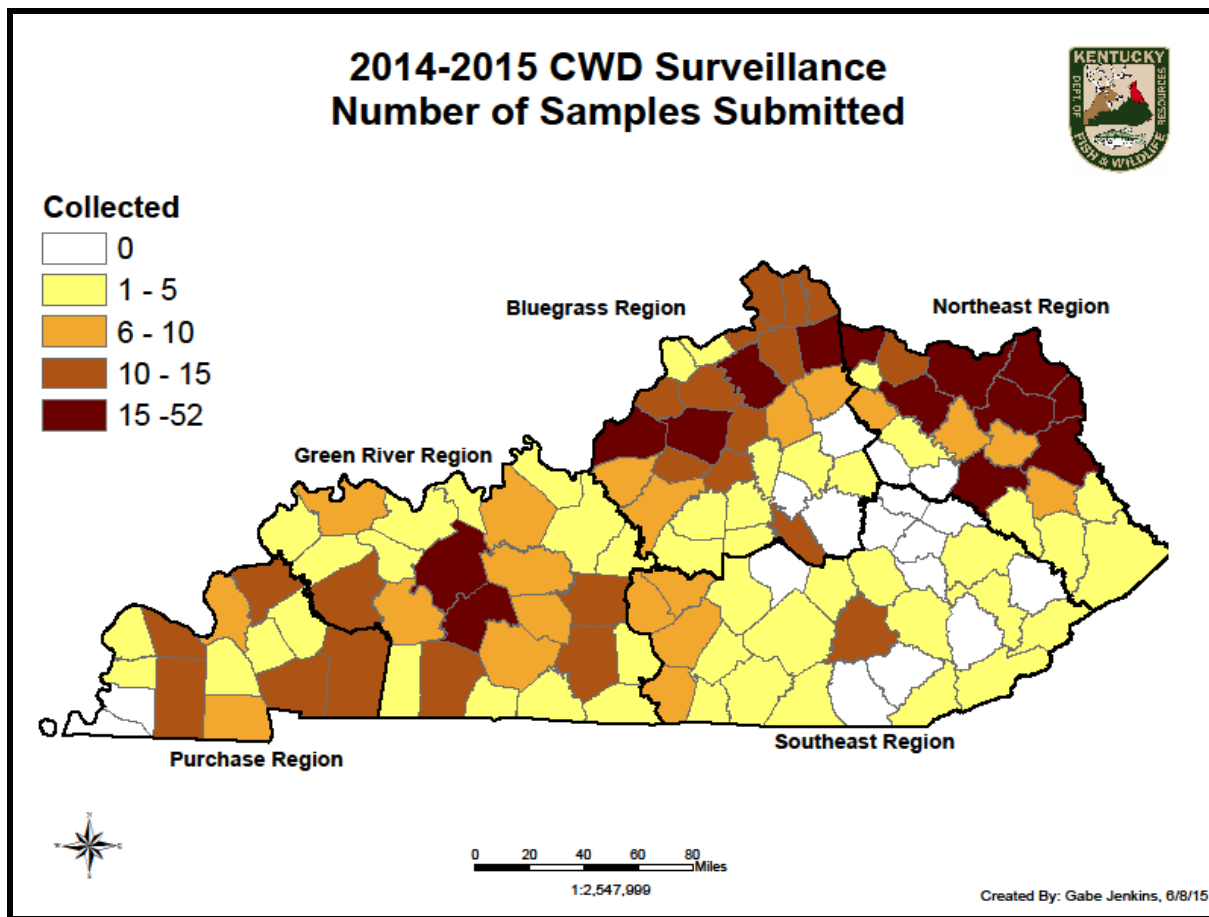 2014-2015 CWD Surveillance
Number of Samples Submitted
KENTUCKY
DEPT. OF
RESOURCES
FISH & WILDLIFE
Collected
0
1 - 5
6 - 10
10 - 15
15 -52
Bluegrass Region
Northeast Region
Green River Region
Purchase Region
Southeast Region
N
W
E
S
0 20 40 60 80
Miles
1:2,547,999
Created By: Gabe Jenkins, 6/8/15